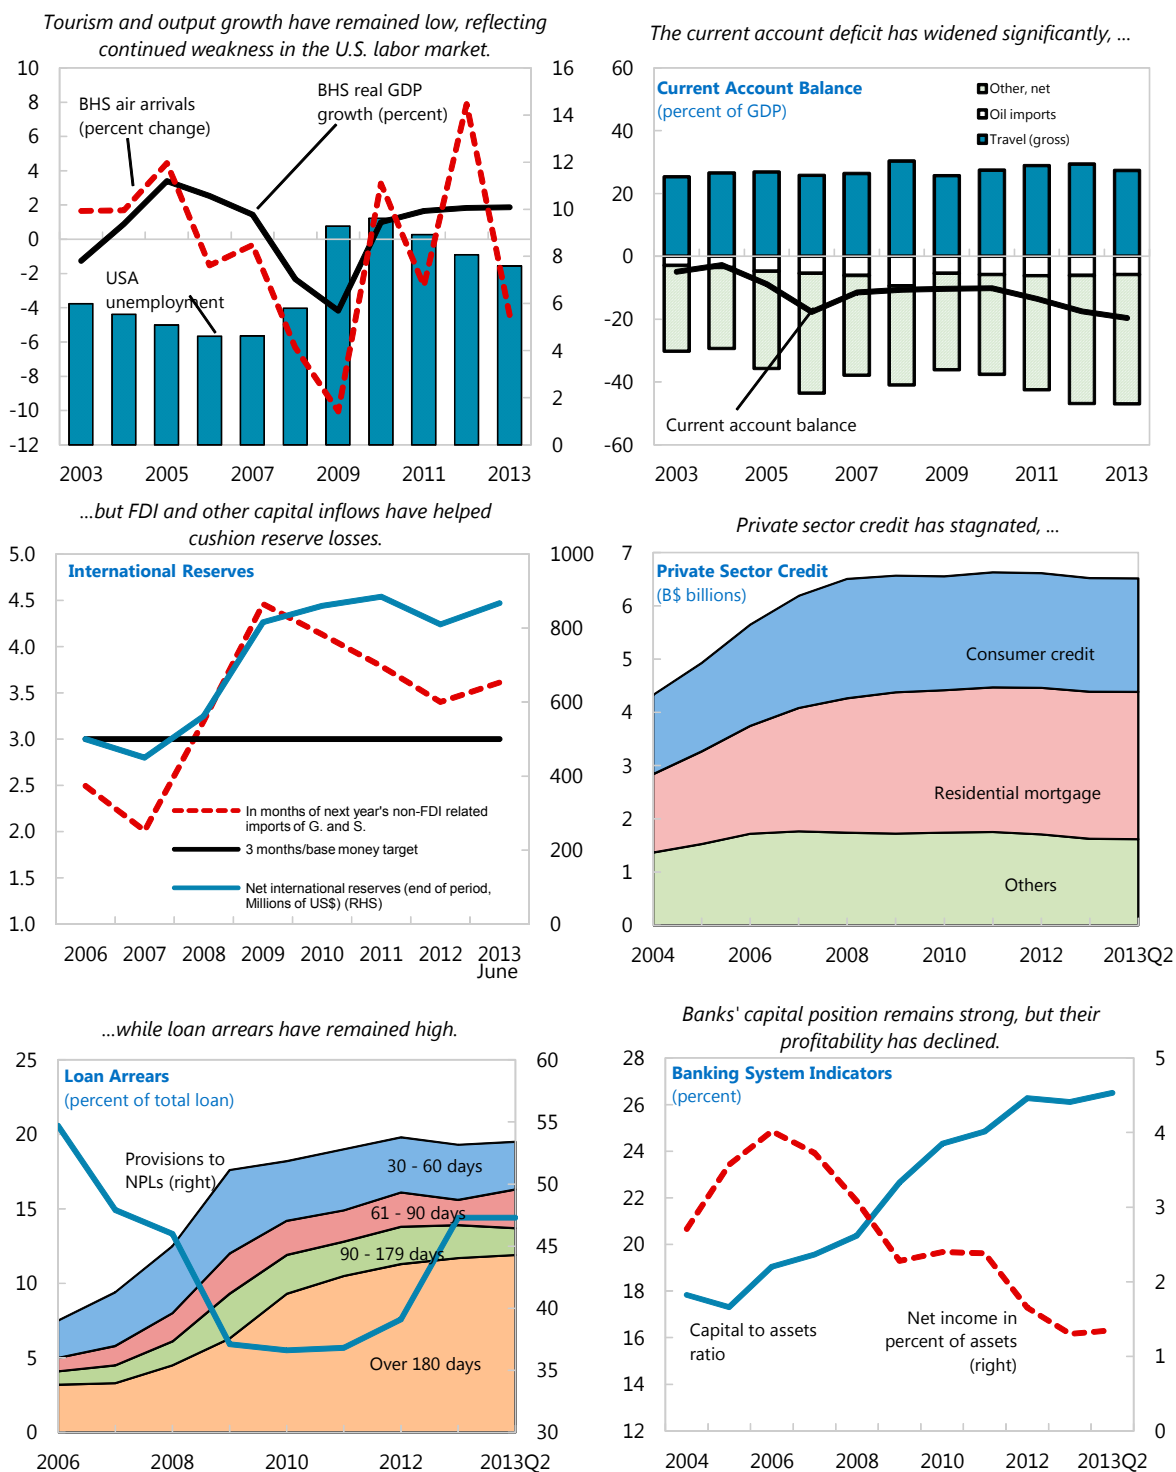 Tourism and output growth have remained low, reflecting
continued weakness in the U.S. labor market.
10
8
6
4
2
0
-2
-4
-6
-8
-10
-12
16
14
12
10
8
6
4
2
0
BHS air arrivals
(percent change)
BHS real GDP
growth (percent)
USA
unemployment
2003 2005 2007 2009 2011 2013
The current account deficit has widened significantly, ...
60
40
20
0
-20
-40
-60
Current Account Balance
(percent of GDP)
Other, net
Oil imports
Travel (gross)
Current account balance
2003 2005 2007 2009 2011 2013
...but FDI and other capital inflows have helped
cushion reserve losses.
5.0
4.5
4.0
3.5
3.0
2.5
2.0
1.5
1.0
1000
800
600
400
200
0
International Reserves
In months of next year's non-FDI related
imports of G. and S.
3 months/base money target
Net international reserves (end of period,
Millions of US$) (RHS)
2006 2007 2008 2009 2010 2011 2012 2013
June
Private sector credit has stagnated, ...
7
6
5
4
3
2
1
0
Private Sector Credit
(B$ billions)
Consumer credit
Residential mortgage
Others
2004 2006 2008 2010 2012 2013Q2
...while loan arrears have remained high.
25
20
15
10
5
0
60
55
50
45
40
35
30
Loan Arrears
(percent of total loan)
Provisions to
NPLs (right)
30 - 60 days
61 - 90 days
90 - 179 days
Over 180 days
2006 2008 2010 2012 2013Q2
Banks' capital position remains strong, but their
profitability has declined.
28
26
24
22
20
18
16
14
12
5
4
3
2
1
0
Banking System Indicators
(percent)
Capital to assets
ratio
Net income in
percent of assets
(right)
2004 2006 2008 2010 2012 2013Q2